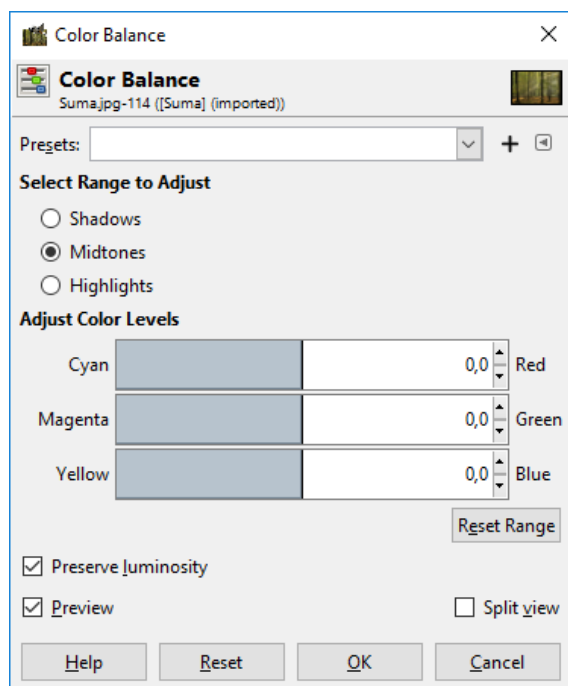 Color Balance
Color Balance
Suma.jpg-114 ([Suma] (imported))
Presets:
Select Range to Adjust
Shadows
Midtones
Highlights
Adjust Color Levels
Cyan 0,0 Red
Magenta 0,0 Green
Yellow 0,0 Blue
Reset Range
Preserve luminosity
Preview Split view
Help Reset OK Cancel